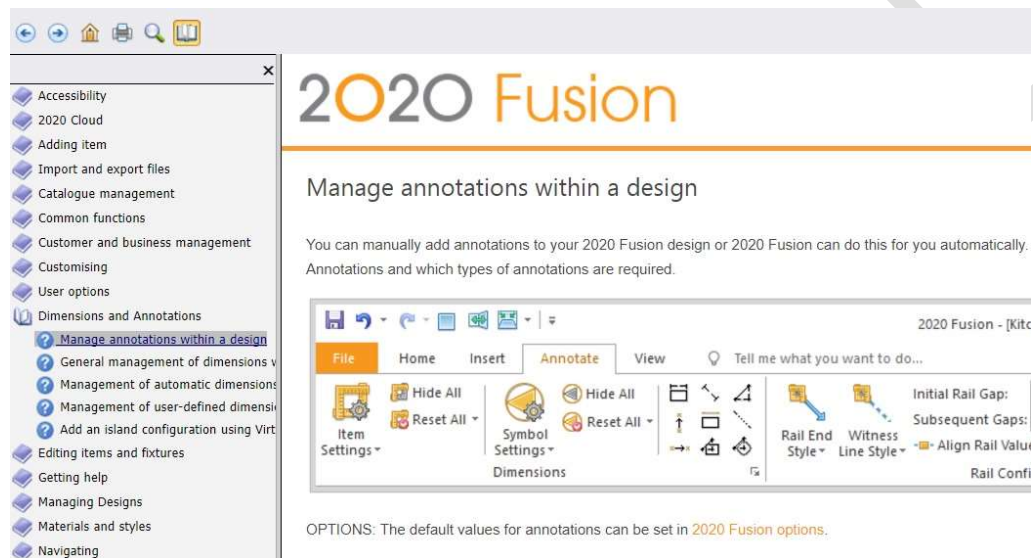 Accessibility
2020 Cloud
Adding item
Import and export files
Catalogue management
Common functions
Customer and business management
Customising
User options
Dimensions and Annotations
Manage annotations within a design
General management of dimensions
Management of automatic dimensions
Management of user-defined
Add an island configuration using
Editing items and fixtures
Getting help
Managing Designs
Materials and styles
Navigating
2020 Fusion
Manage annotations within a design
You can manually add annotations to your 2020 Fusion design or 2020 Fusion can do this for you automatically.
Annotations and which types of annotations are required.
2020 Fusion - [Kitc
File Home Insert Annotate View Tell me what you want to do...
Hide All
Reset All
Item
Settings
Symbol
Settings
Hide All
Reset All
Dimensions
Rail End
Style
Witness
Line Style
Initial Rail Gap:
Subsequent Gaps:
Align Rail Value
Rail Confi
OPTIONS: The default values for annotations can be set in 2020 Fusion options.